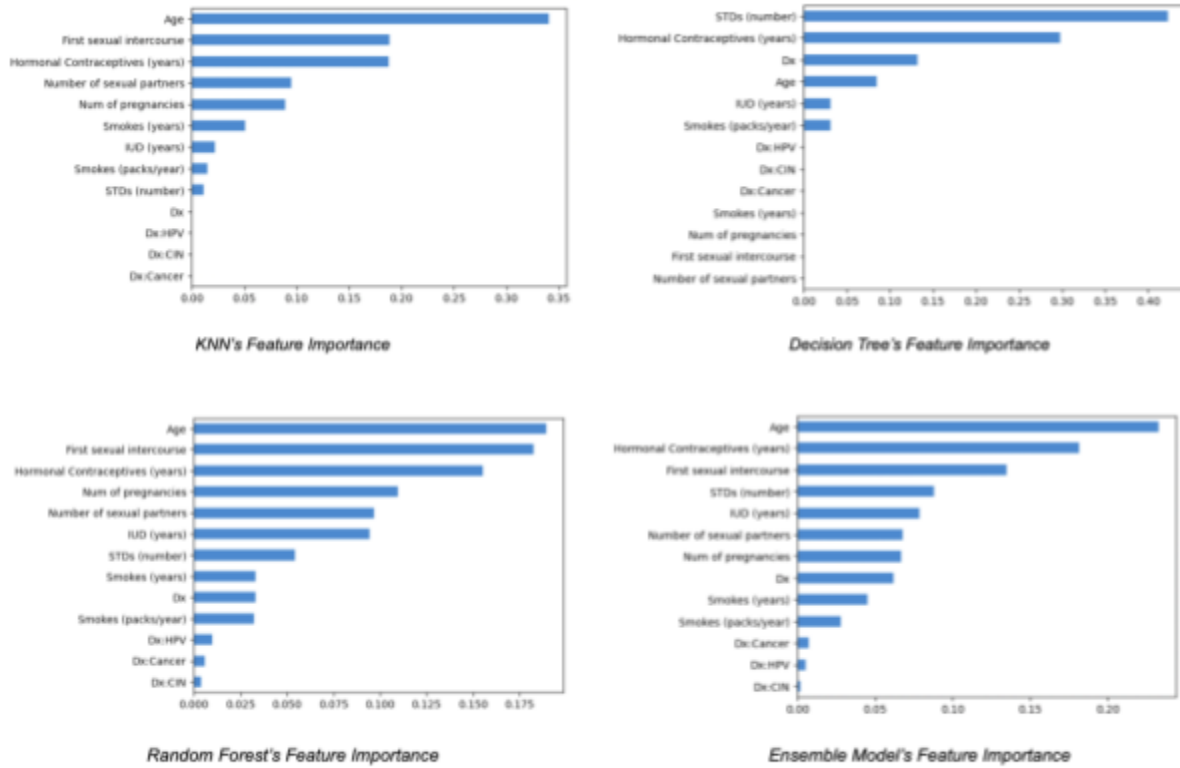 Age
First sexual intercourse
Hormonal Contraceptives (years)
Number of sexual partners
Num of pregnancies
Smokes (years)
IUD (years)
Smokes (packs/year)
STDs (number)
Dx
Dx:HPV
Dx:CIN
Dx:Cancer
0.00 0.05 0.10 0.15 0.20 0.25 0.30 0.35
KNN's Feature Importance
STDs (number)
Hormonal Contraceptives (years)
Dx
Age
IUD (years)
Smokes (packs/year)
Dx:HPV
Dx:CIN
Dx:Cancer
Smokes (years)
Num of pregnancies
First sexual intercourse
Number of sexual partners
0.00 0.05 0.10 0.15 0.20 0.25 0.30 0.35 0.40
Decision Tree's Feature Importance
Age
First sexual intercourse
Hormonal Contraceptives (years)
Num of pregnancies
Number of sexual partners
IUD (years)
STDs (number)
Smokes (years)
Dx
Smokes (packs/year)
Dx:HPV
Dx:Cancer
Dx:CIN
0.000 0.025 0.050 0.075 0.100 0.125 0.150 0.175
Random Forest's Feature Importance
Age
Hormonal Contraceptives (years)
First sexual intercourse
STDs (number)
IUD (years)
Number of sexual partners
Num of pregnancies
Dx
Smokes (years)
Smokes (packs/year)
Dx:Cancer
Dx:HPV
Dx:CIN
0.00 0.05 0.10 0.15 0.20
Ensemble Model's Feature Importance